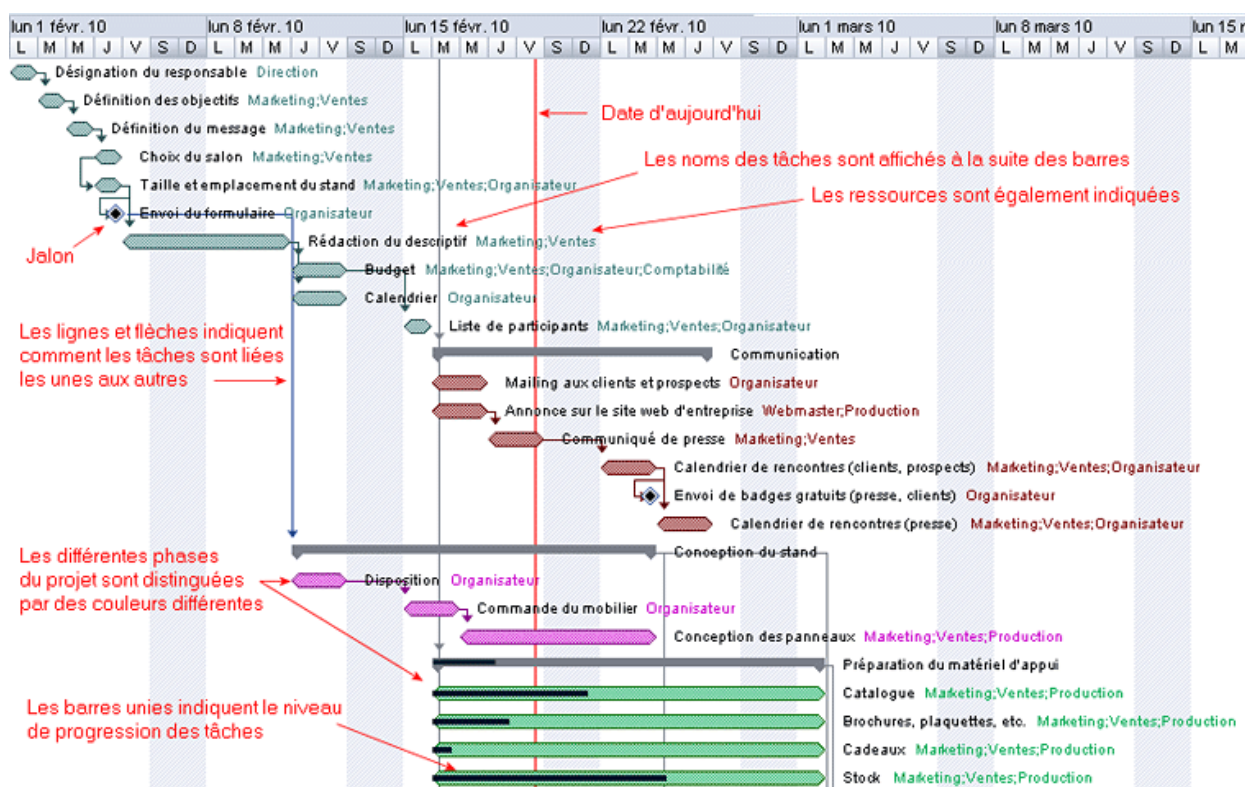 lun 1 févr. 10 lun 8 févr. 10 lun 15 févr. 10 lun 22 févr. 10 lun 1 mars 10 lun 8 mars 10 lun 15
L M M J V S D L M M J V S D L M M J V S D L M M J V S D L M M J V S D L M M J V S D L M
Désignation du responsable Direction
Définition des objectifs Marketing;Ventes
Date d'aujourd'hui
Définition du message Marketing;Ventes
Choix du salon Marketing;Ventes
Les noms des tâches sont affichés à la suite des barres
Taille et emplacement du stand Marketing;Ventes;Organisateur
Les ressources sont également indiquées
Envoi du formulaire Organisateur
Jalon
Rédaction du descriptif Marketing;Ventes
Budget Marketing;Ventes;Organisateur;Comptabilité
Calendrier Organisateur
Liste de participants Marketing;Ventes;Organisateur
Les lignes et flèches indiquent
comment les tâches sont liées
les unes aux autres
Communication
Mailing aux clients et prospects Organisateur
Annonce sur le site web d'entreprise Webmaster;Production
Communiqué de presse Marketing;Ventes
Calendrier de rencontres (clients, prospects) Marketing;Ventes;Organisateur
Envoi de badges gratuits (presse, clients) Organisateur
Calendrier de rencontres (presse) Marketing;Ventes;Organisateur
Conception du stand
Les différentes phases
du projet sont distinguées
par des couleurs différentes
Disposition Organisateur
Commande du mobilier Organisateur
Conception des panneaux Marketing;Ventes;Production
Préparation du matériel d'appui
Catalogue Marketing;Ventes;Production
Les barres unies indiquent le niveau
de progression des tâches
Brochures, plaquettes, etc. Marketing;Ventes;Production
Cadeaux Marketing;Ventes;Production
Stock Marketing;Ventes;Production